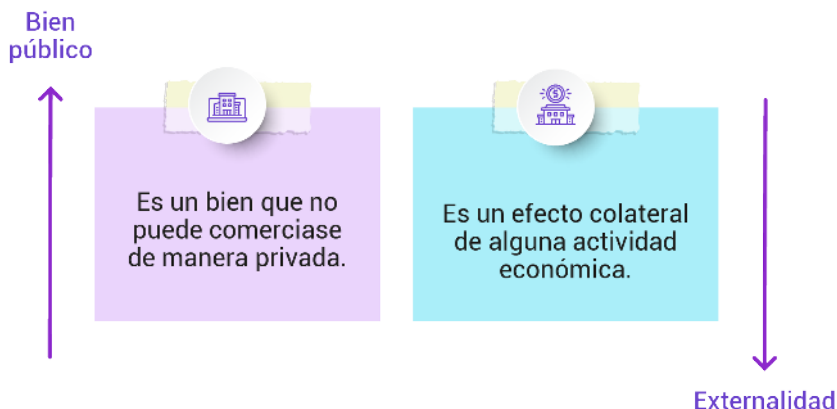 Bien
público
Es un bien que no
puede comerciase
de manera privada.
Es un efecto colateral
de alguna actividad
económica.
Externalidad